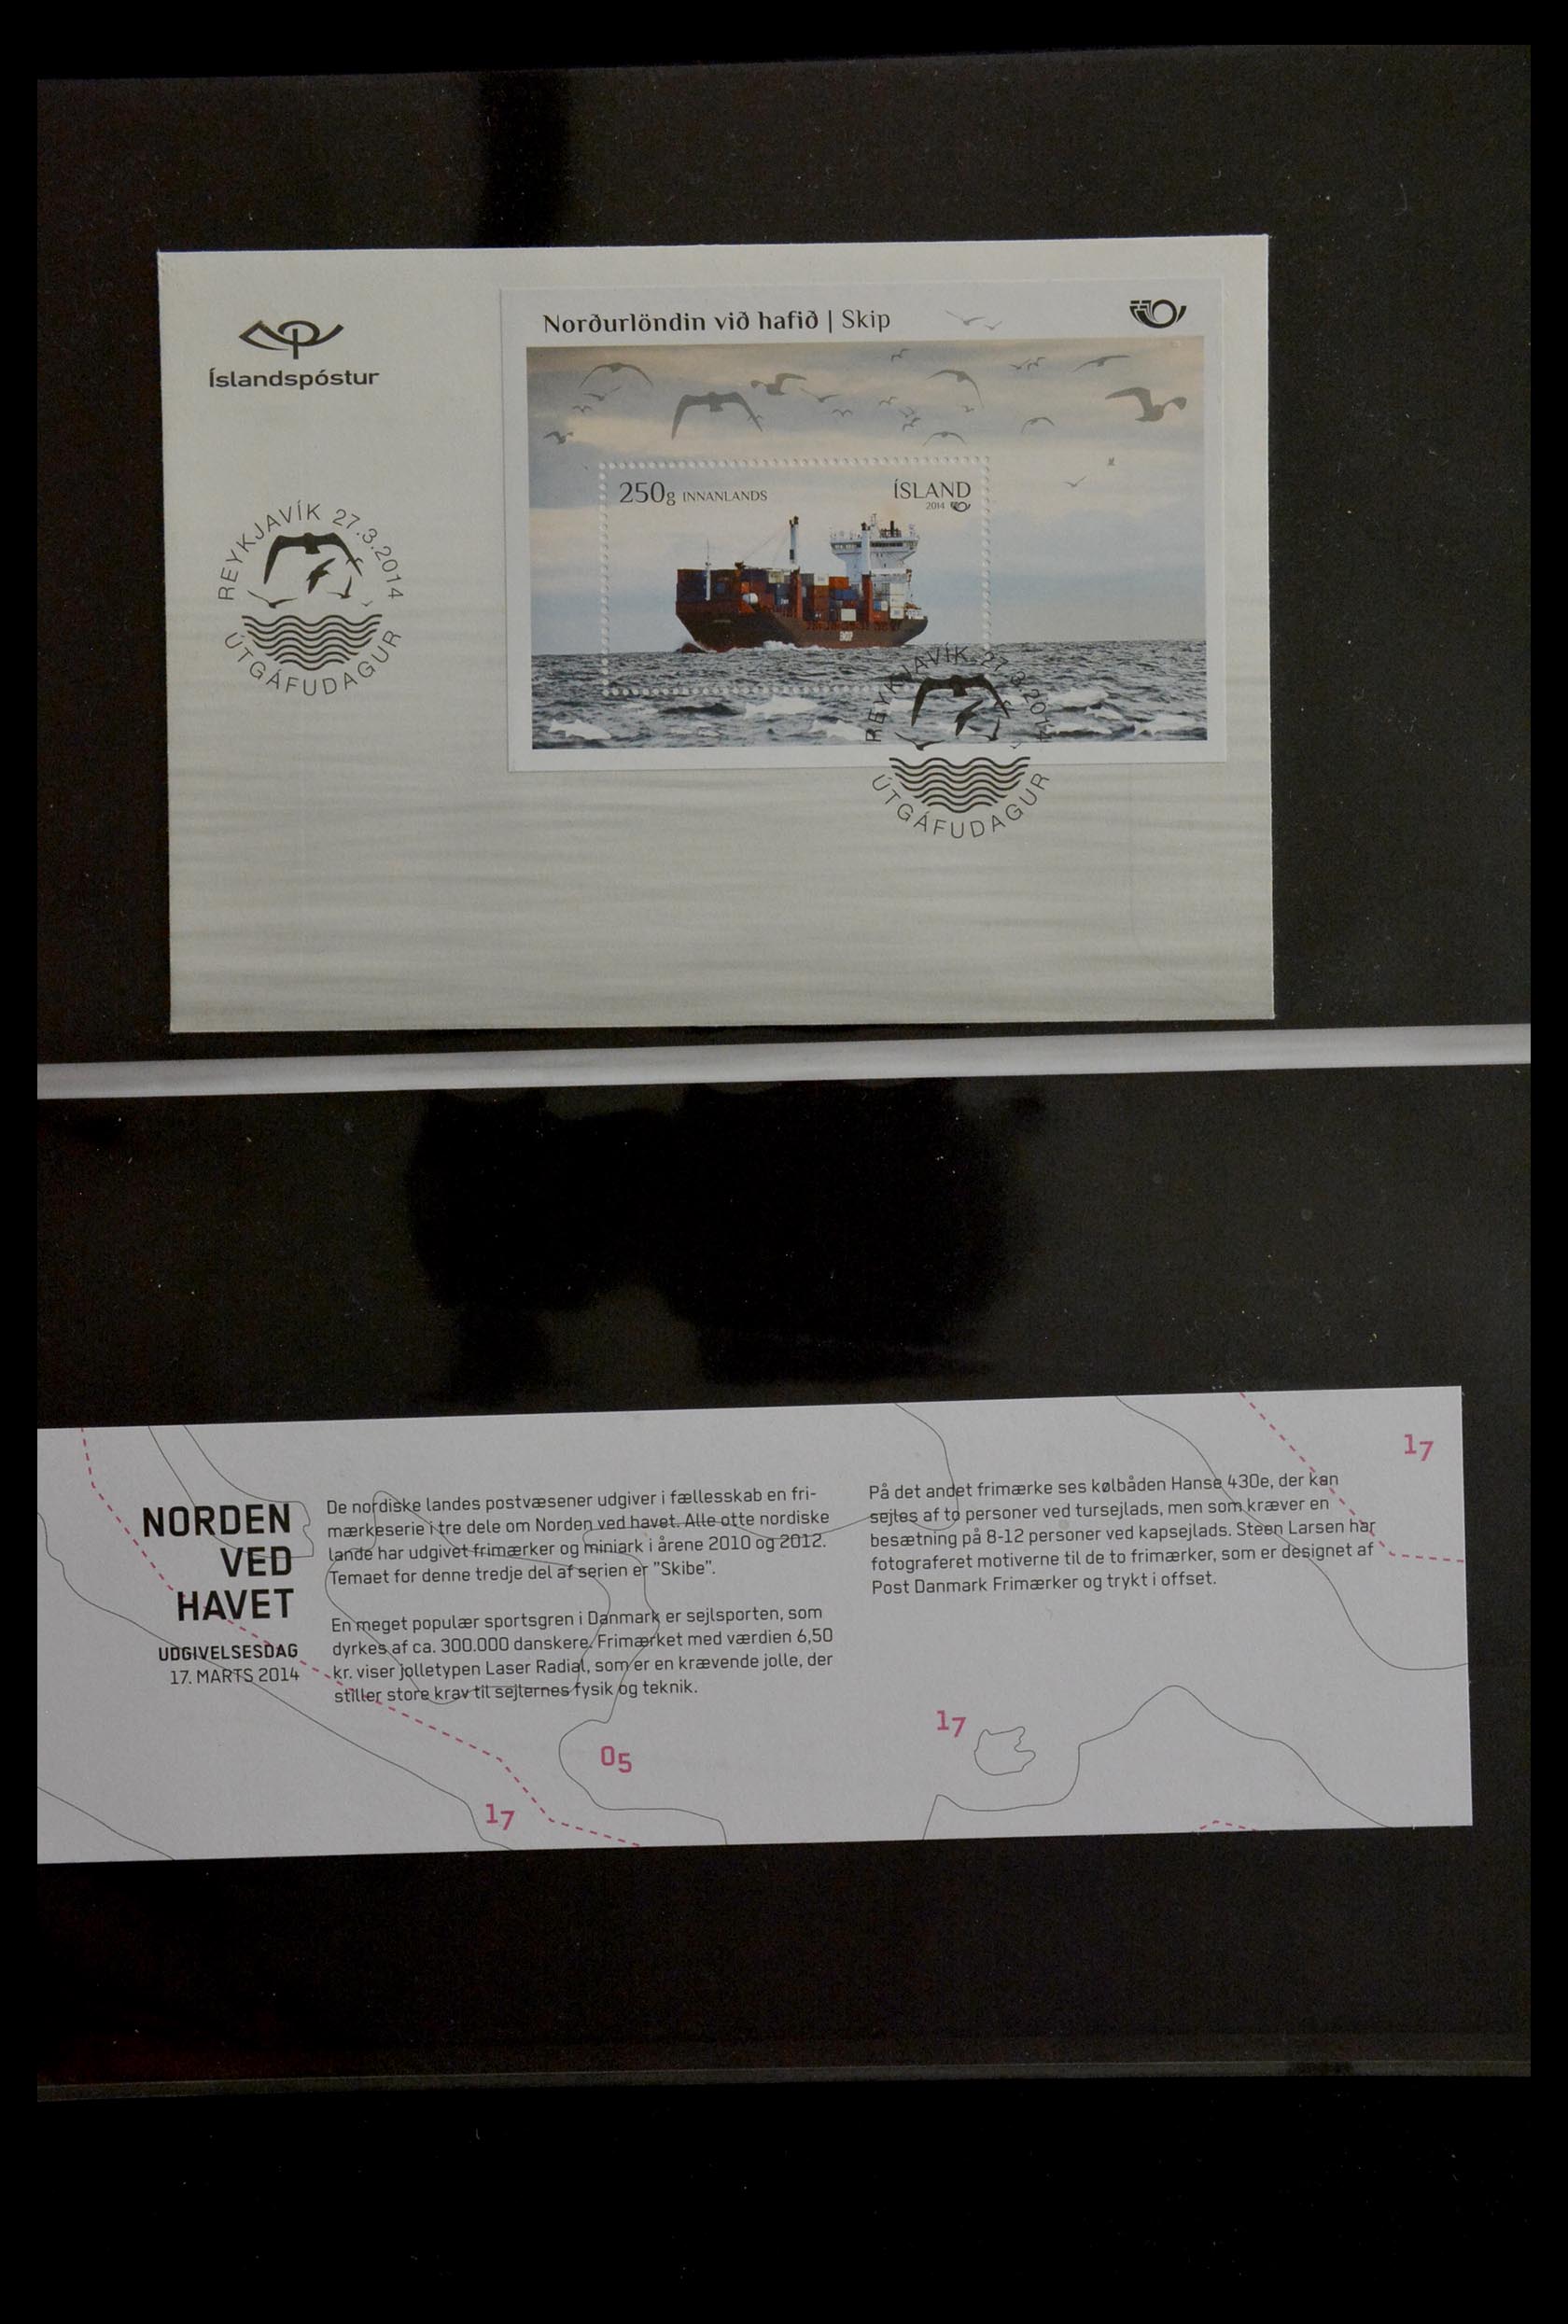 Íslandspóstur
Norðurlöndin við hafið | Skip
250g INNANLANDS
ÍSLAND
2014
REYKJAVÍK 27.3.2014
ÚTGÁFUDAGUR
REYKJAVÍK 27.3.2014
ÚTGÁFUDAGUR
NORDEN
VED
HAVET
UDGIVELSESDAG
17. MARTS 2014
De nordiske landes postvæsener udgiver i fællesskab en fri-
mærkeserie i tre dele om Norden ved havet. Alle otte nordiske
lande har udgivet frimærker og miniark i årene 2010 og 2012.
Temaet for denne tredje del af serien er "Skibe".
En meget populær sportsgren i Danmark er sejlsporten, som
dyrkes af ca. 300.000 danskere. Frimærket med værdien 6,50
kr. viser jolletypen Laser Radial, som er en krævende jolle, der
stiller store krav til sejlernes fysik og teknik.
På det andet frimærke ses kølbåden Hanse 430e, der kan
sejles af to personer ved tursejlads, men som kræver en
besætning på 8-12 personer ved kapsejlads. Steen Larsen har
fotograferet motiverne til de to frimærker, som er designet af
Post Danmark Frimærker og trykt i offset.
17
17
05
17